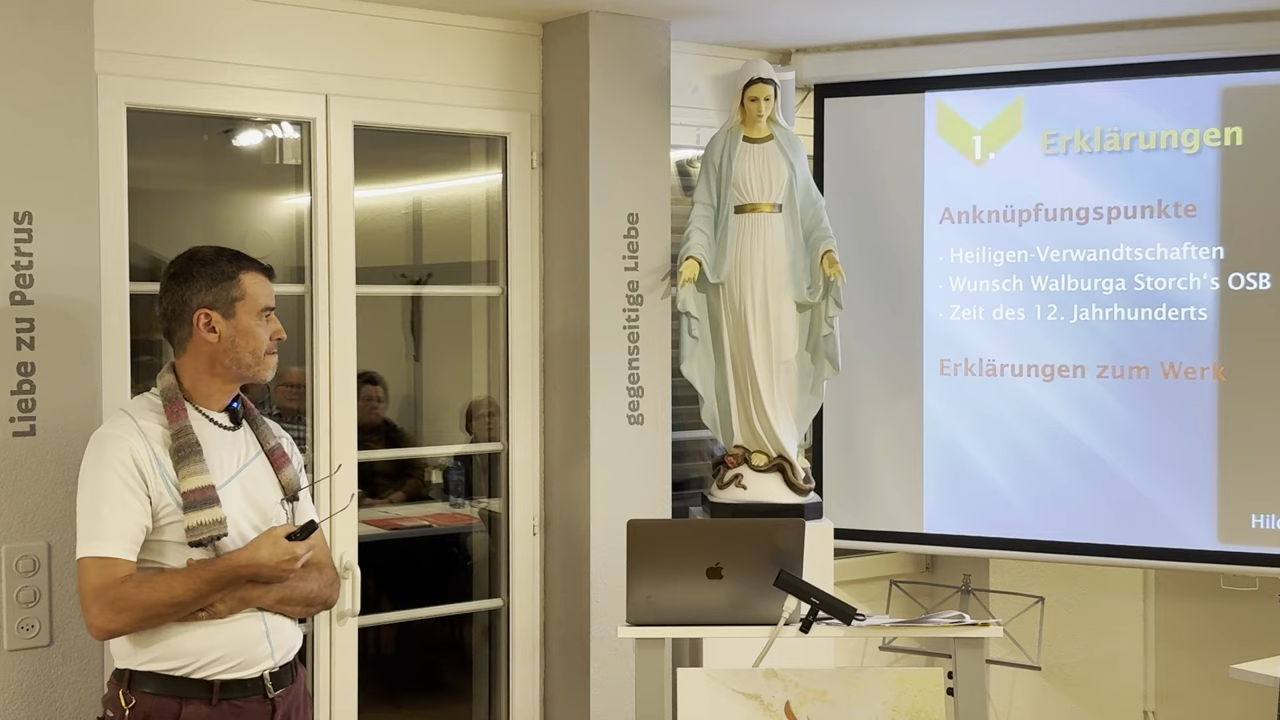 Liebe zu Petrus
gegenseitige Liebe
1. Erklärungen
Anknüpfungspunkte
· Heiligen-Verwandtschaften
· Wunsch Walburga Storch's OSB
· Zeit des 12. Jahrhunderts
Erklärungen zum Werk